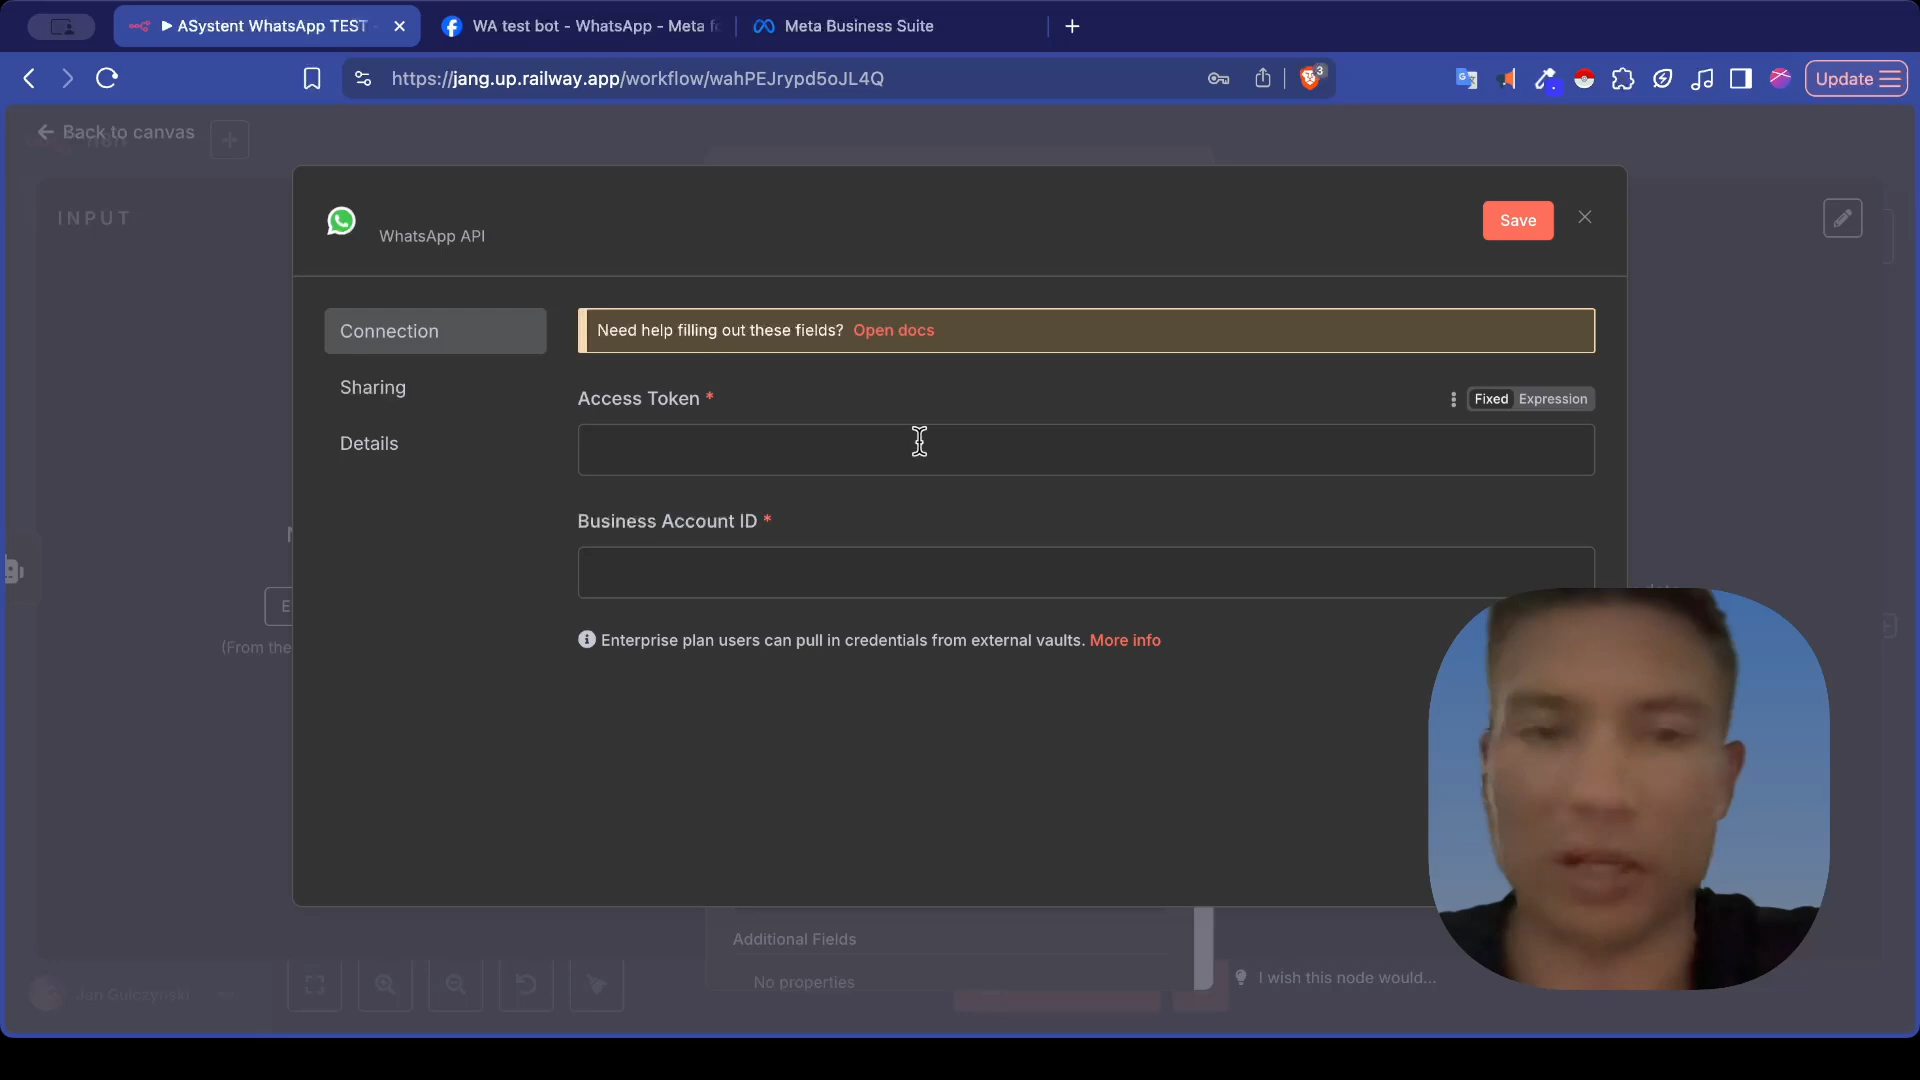 ASystent WhatsApp TEST
WA test bot - WhatsApp - Meta f
Meta Business Suite
https://jang.up.railway.app/workflow/wahPEJrypd5oJL4Q
3
Update
Back to canvas
INPUT
WhatsApp API
Save
Connection
Need help filling out these fields? Open docs
Access Token *
Fixed Expression
Sharing
Details
Business Account ID *
(From the
Enterprise plan users can pull in credentials from external vaults. More info
Additional Fields
No properties
I wish this node would...
Jan Gulczynski